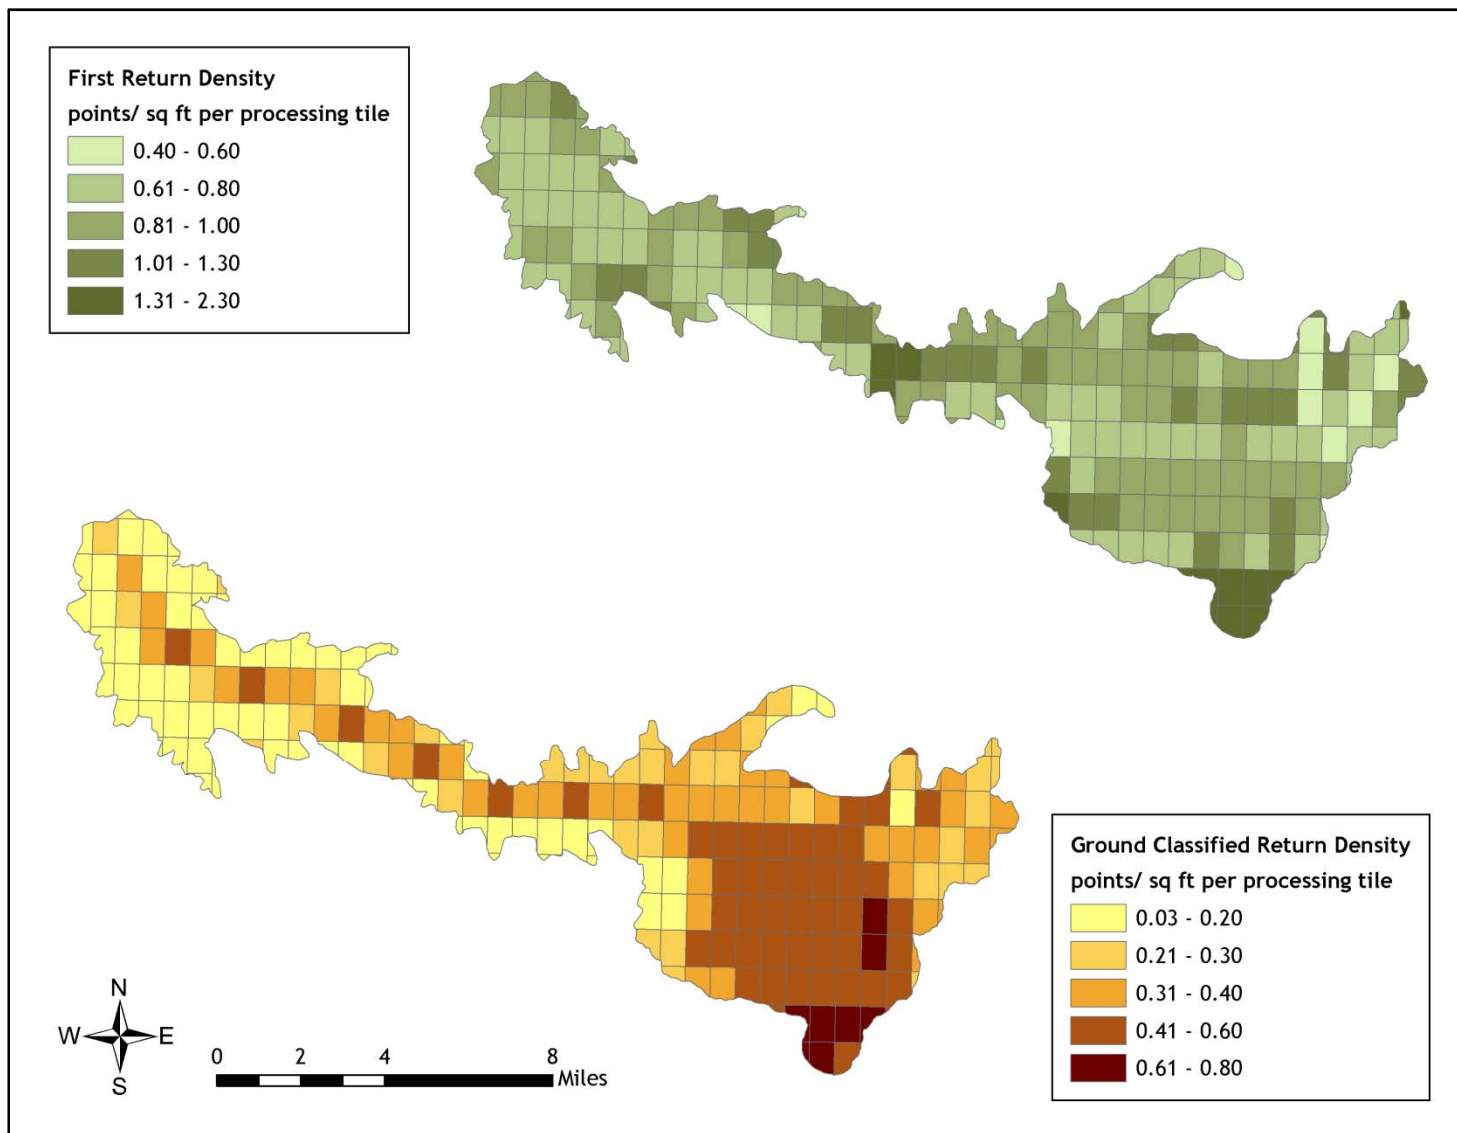 First Return Density
points/ sq ft per processing tile
0.40 - 0.60
0.61 - 0.80
0.81 - 1.00
1.01 - 1.30
1.31 - 2.30
Ground Classified Return Density
points/ sq ft per processing tile
0.03 - 0.20
0.21 - 0.30
0.31 - 0.40
0.41 - 0.60
0.61 - 0.80
N
W E
S
0 2 4 8
Miles